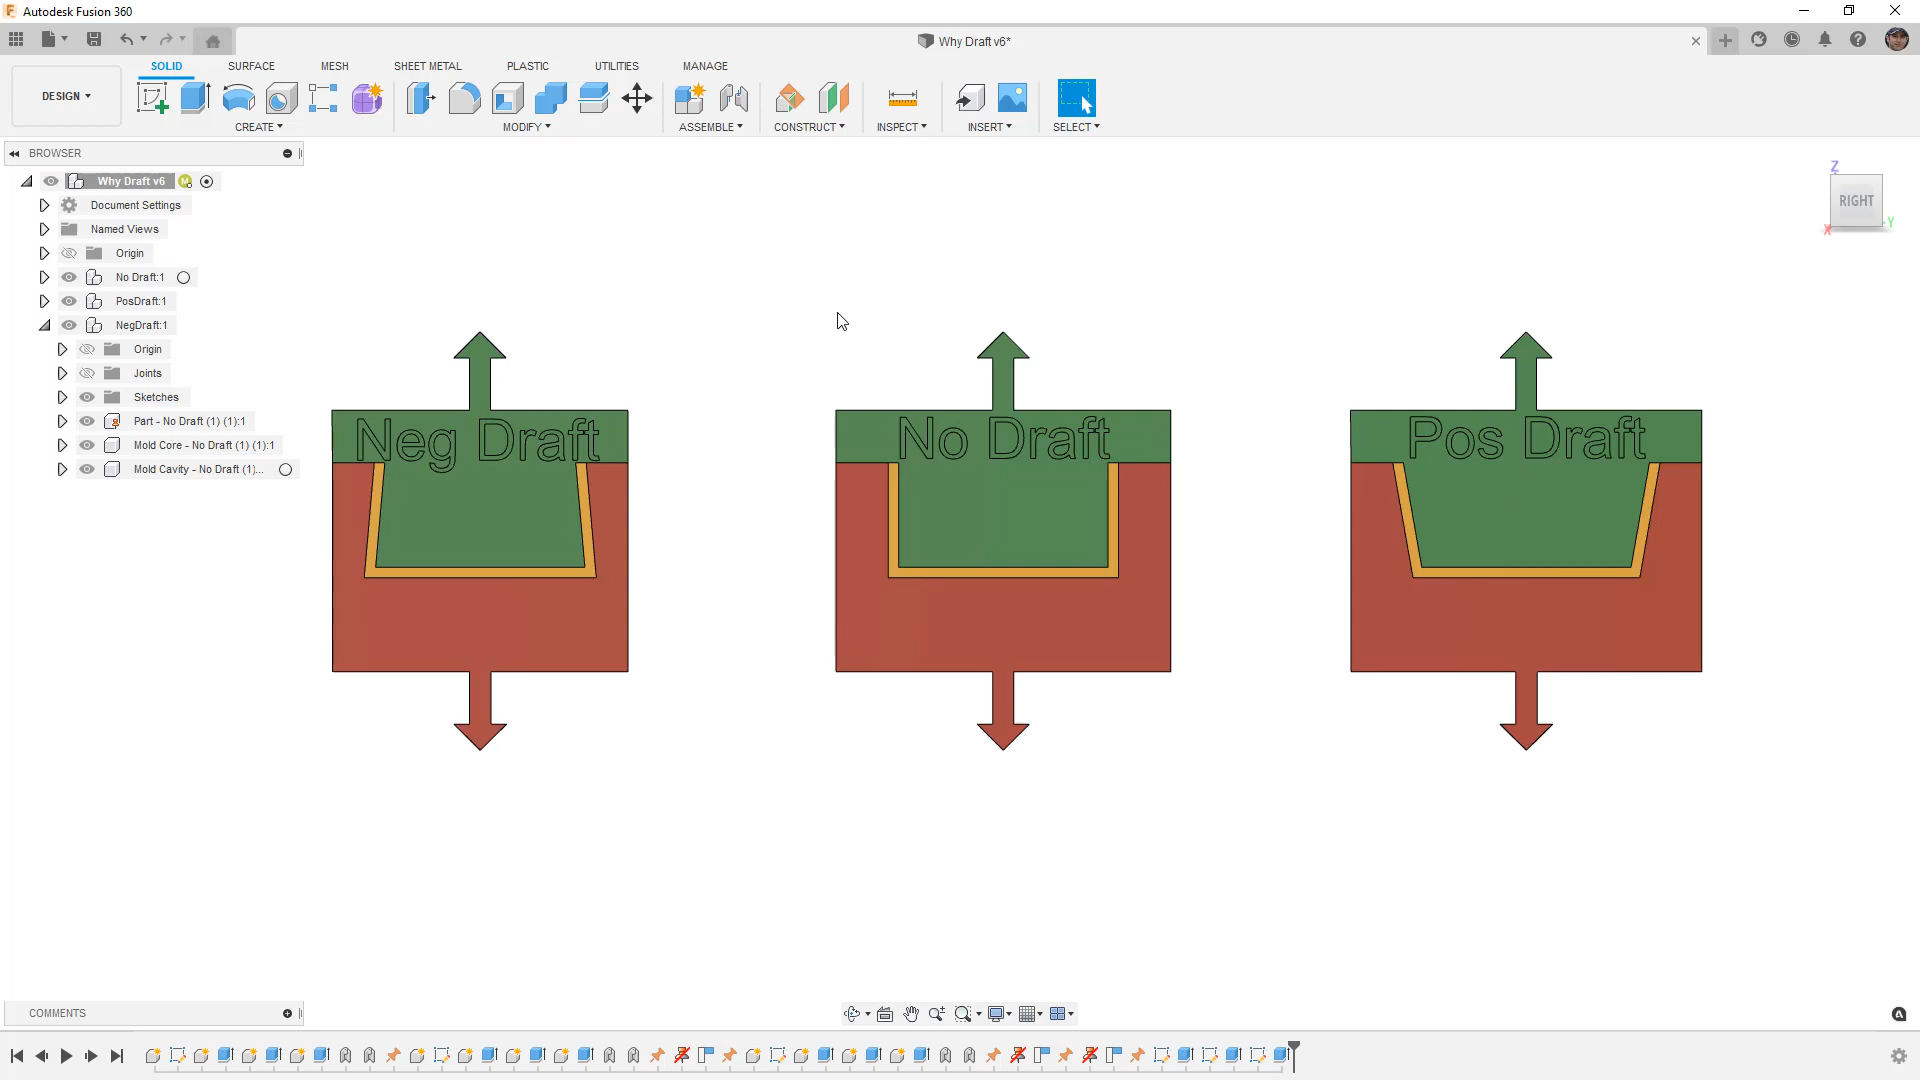 Autodesk Fusion 360
Why Draft v6*
SOLID SURFACE MESH SHEET METAL PLASTIC UTILITIES MANAGE
DESIGN
CREATE MODIFY ASSEMBLE CONSTRUCT INSPECT INSERT SELECT
BROWSER
Why Draft v6
Document Settings
Named Views
Origin
No Draft:1
PosDraft:1
NegDraft:1
Origin
Joints
Sketches
Part - No Draft (1) (1):1
Mold Core - No Draft (1) (1):1
Mold Cavity - No Draft (1)...
Z
RIGHT
X
Y
Neg Draft
No Draft
Pos Draft
COMMENTS